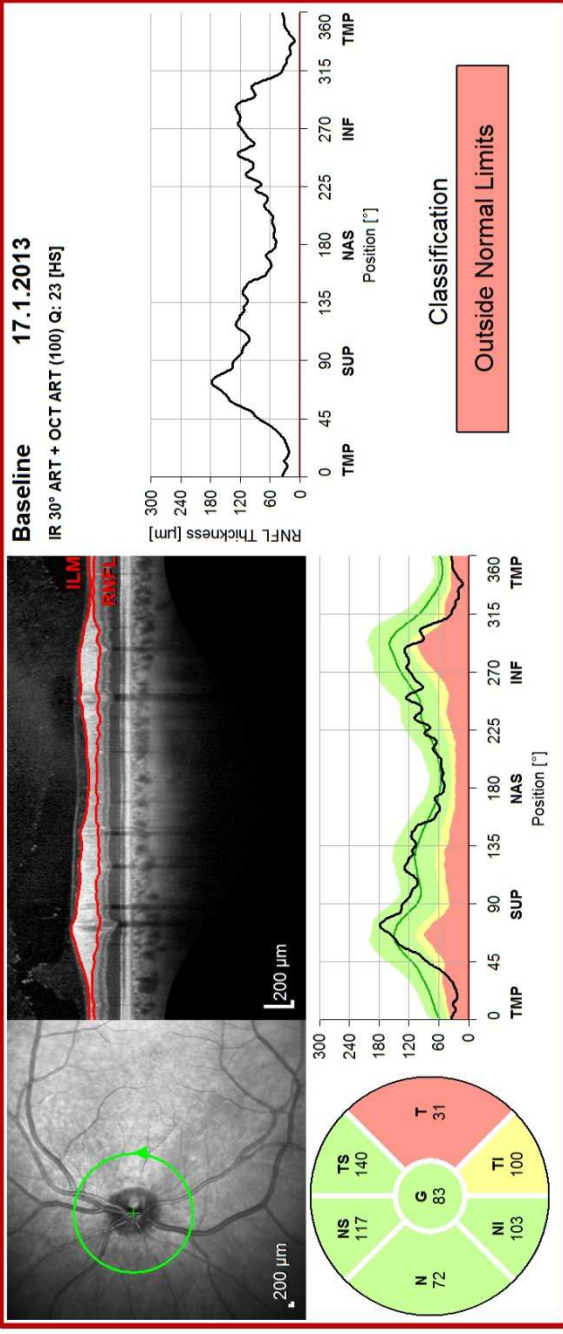 Baseline 17.1.2013
IR 30° ART + OCT ART (100) Q: 23 [HS]
ILM
RNFL
200 µm
200 µm
RNFL Thickness [µm]
300
240
180
120
60
0
0 45 90 135 180 225 270 315 360
TMP SUP NAS INF TMP
Position [°]
Classification
Outside Normal Limits
300
240
180
120
60
0
0 45 90 135 180 225 270 315 360
TMP SUP NAS INF TMP
Position [°]
NS
117
TS
140
N
72
G
83
T
31
NI
103
TI
100